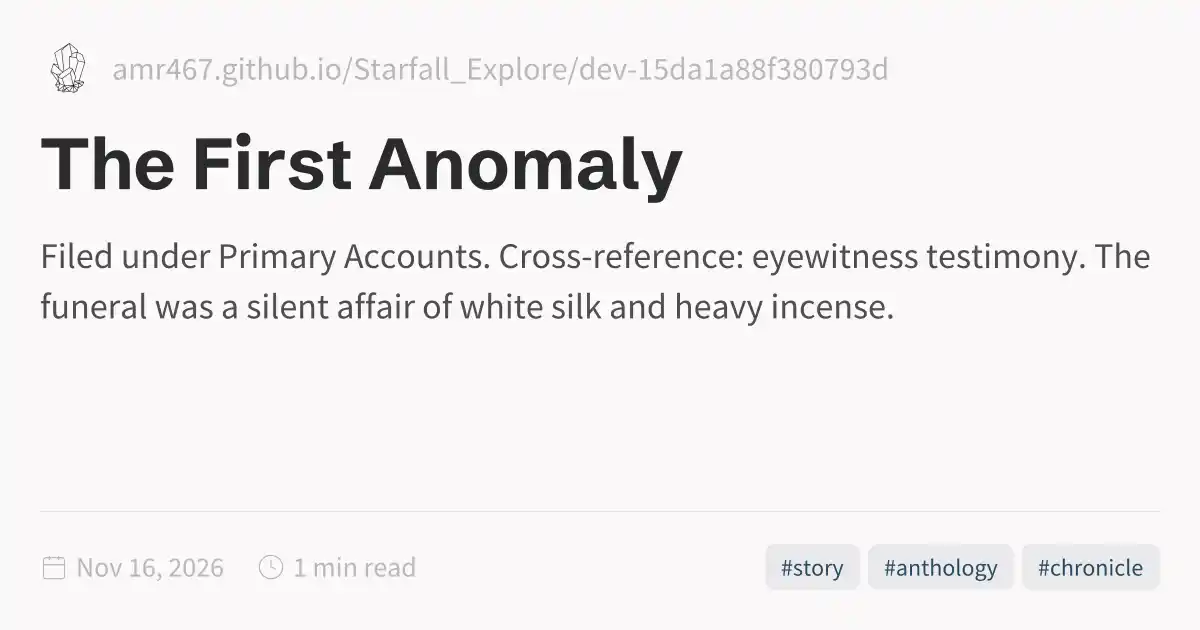 amr467.github.io/Starfall_Explore/dev-15da1a88f380793d
The First Anomaly
Filed under Primary Accounts. Cross-reference: eyewitness testimony. The
funeral was a silent affair of white silk and heavy incense.
Nov 16, 2026 1 min read #story #anthology #chronicle